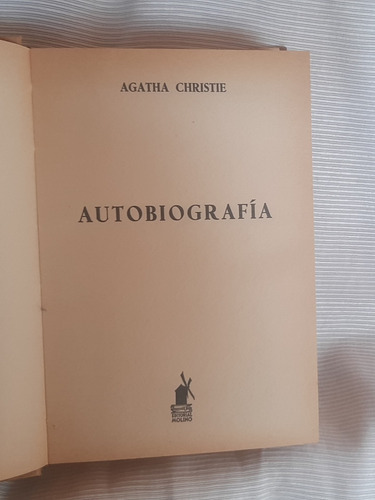 AGATHA CHRISTIE
AUTOBIOGRAFÍA
EDITORIAL
MOLINO